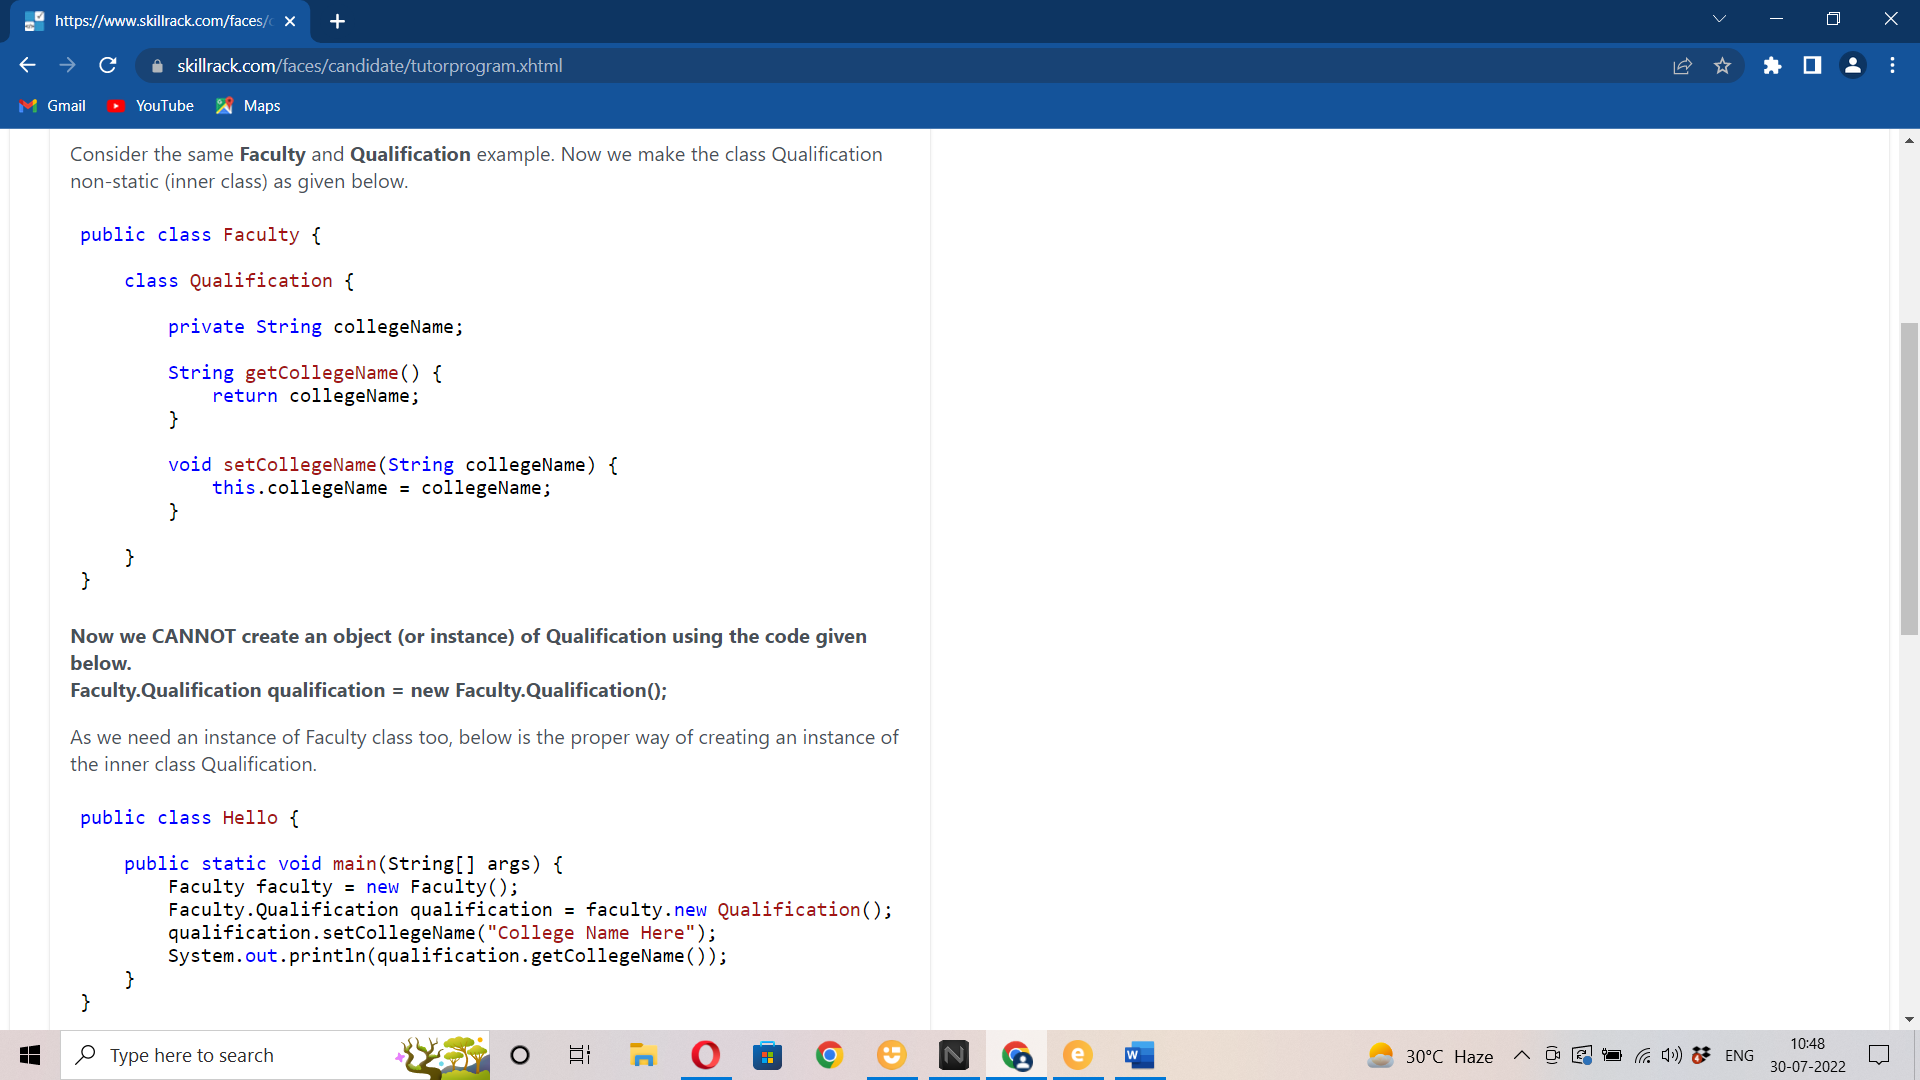 https://www.skillrack.com/faces/c
skillrack.com/faces/candidate/tutorprogram.xhtml
Gmail YouTube Maps
Consider the same Faculty and Qualification example. Now we make the class Qualification
non-static (inner class) as given below.
public class Faculty {
class Qualification {
private String collegeName;
String getCollegeName() {
return collegeName;
}
void setCollegeName(String collegeName) {
this.collegeName = collegeName;
}
}
}
Now we CANNOT create an object (or instance) of Qualification using the code given
below.
Faculty.Qualification qualification = new Faculty.Qualification();
As we need an instance of Faculty class too, below is the proper way of creating an instance of
the inner class Qualification.
public class Hello {
public static void main(String[] args) {
Faculty faculty = new Faculty();
Faculty.Qualification qualification = faculty.new Qualification();
qualification.setCollegeName("College Name Here");
System.out.println(qualification.getCollegeName());
}
}
Type here to search
30°C Haze
ENG
10:48
30-07-2022